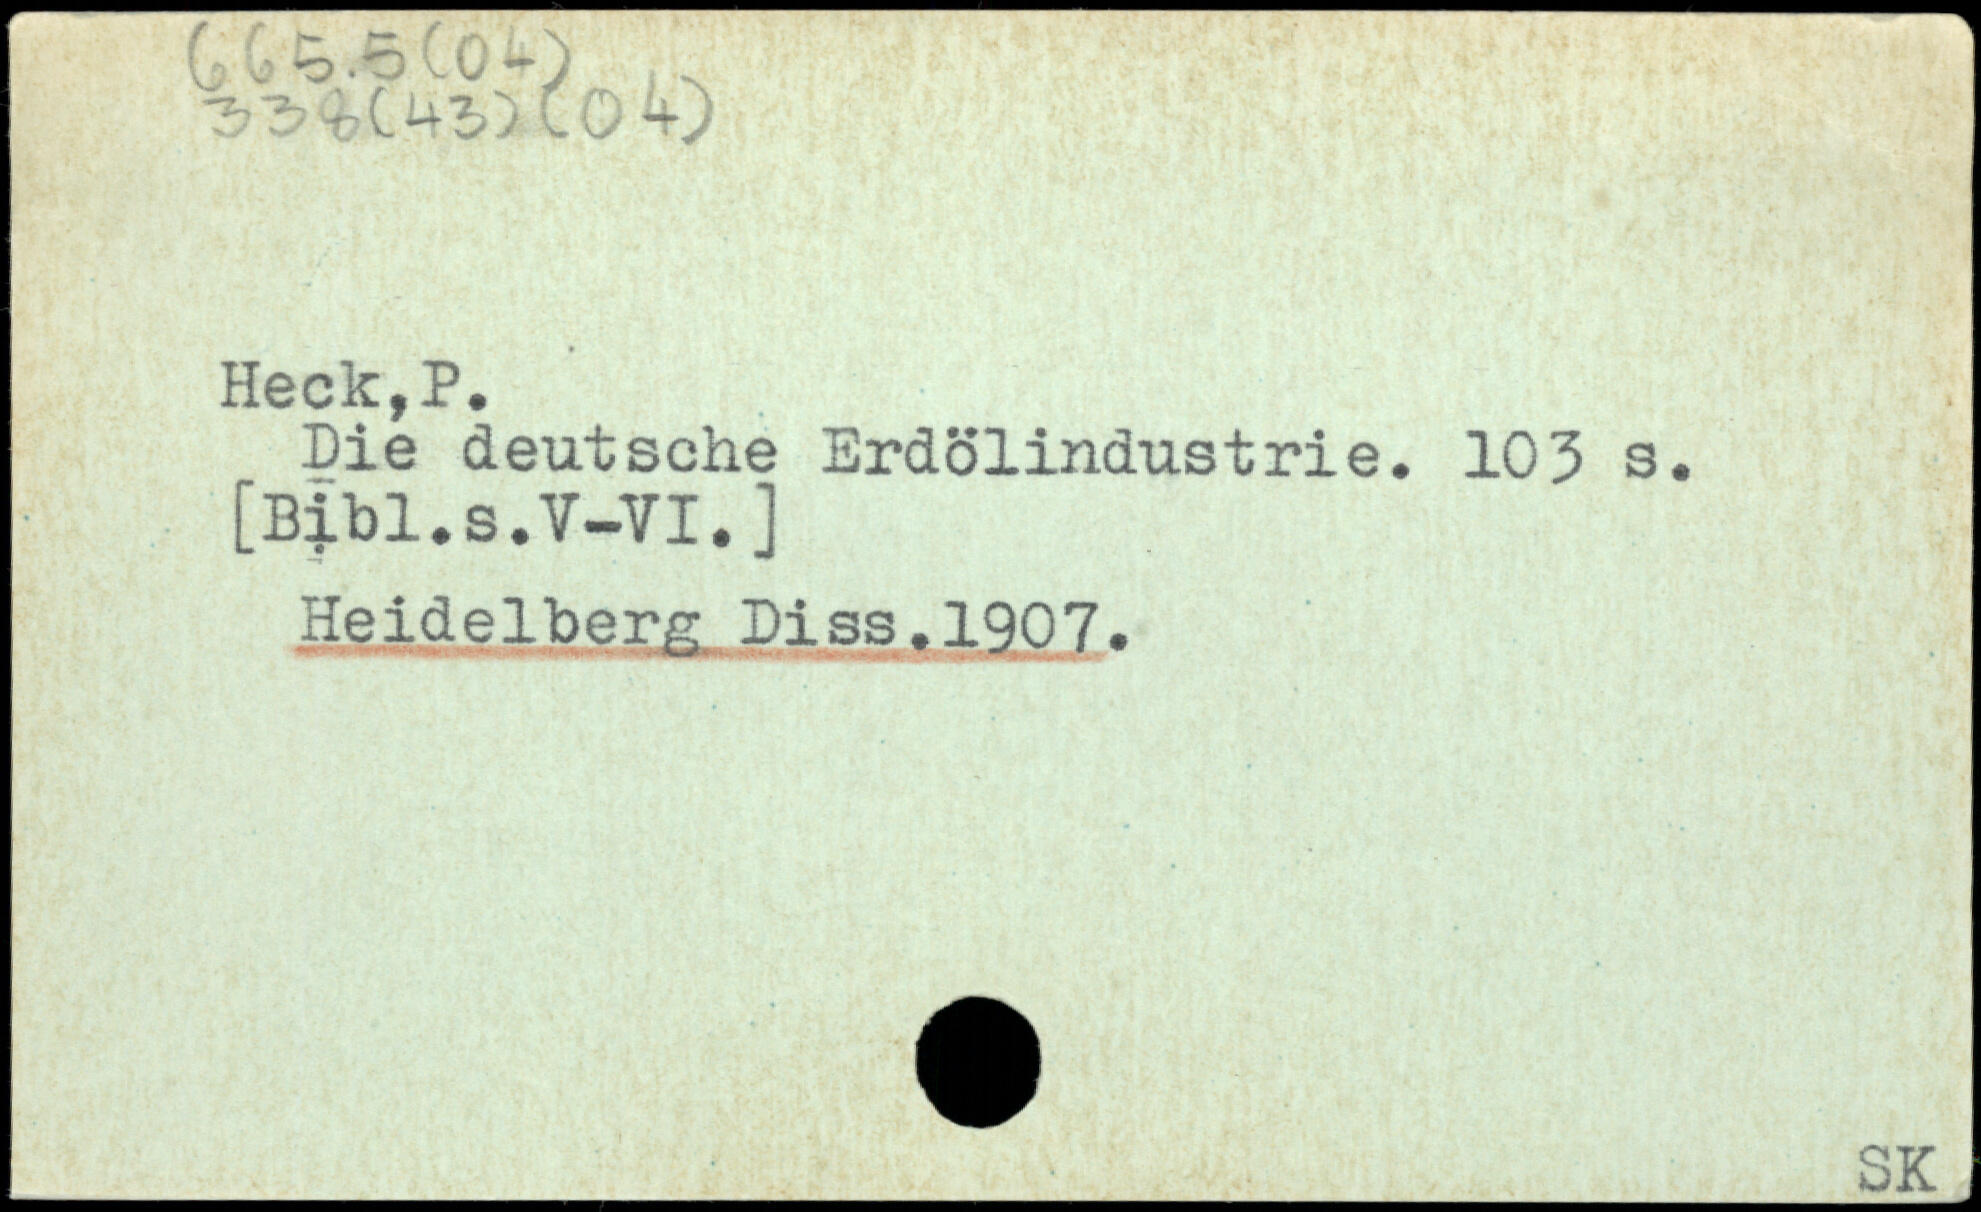 665.5(04)
338(43)(04)
Heck,P.
Die deutsche Erdölindustrie. 103 s.
[Bibl.s.V-VI.]
Heidelberg Diss.1907.
SK